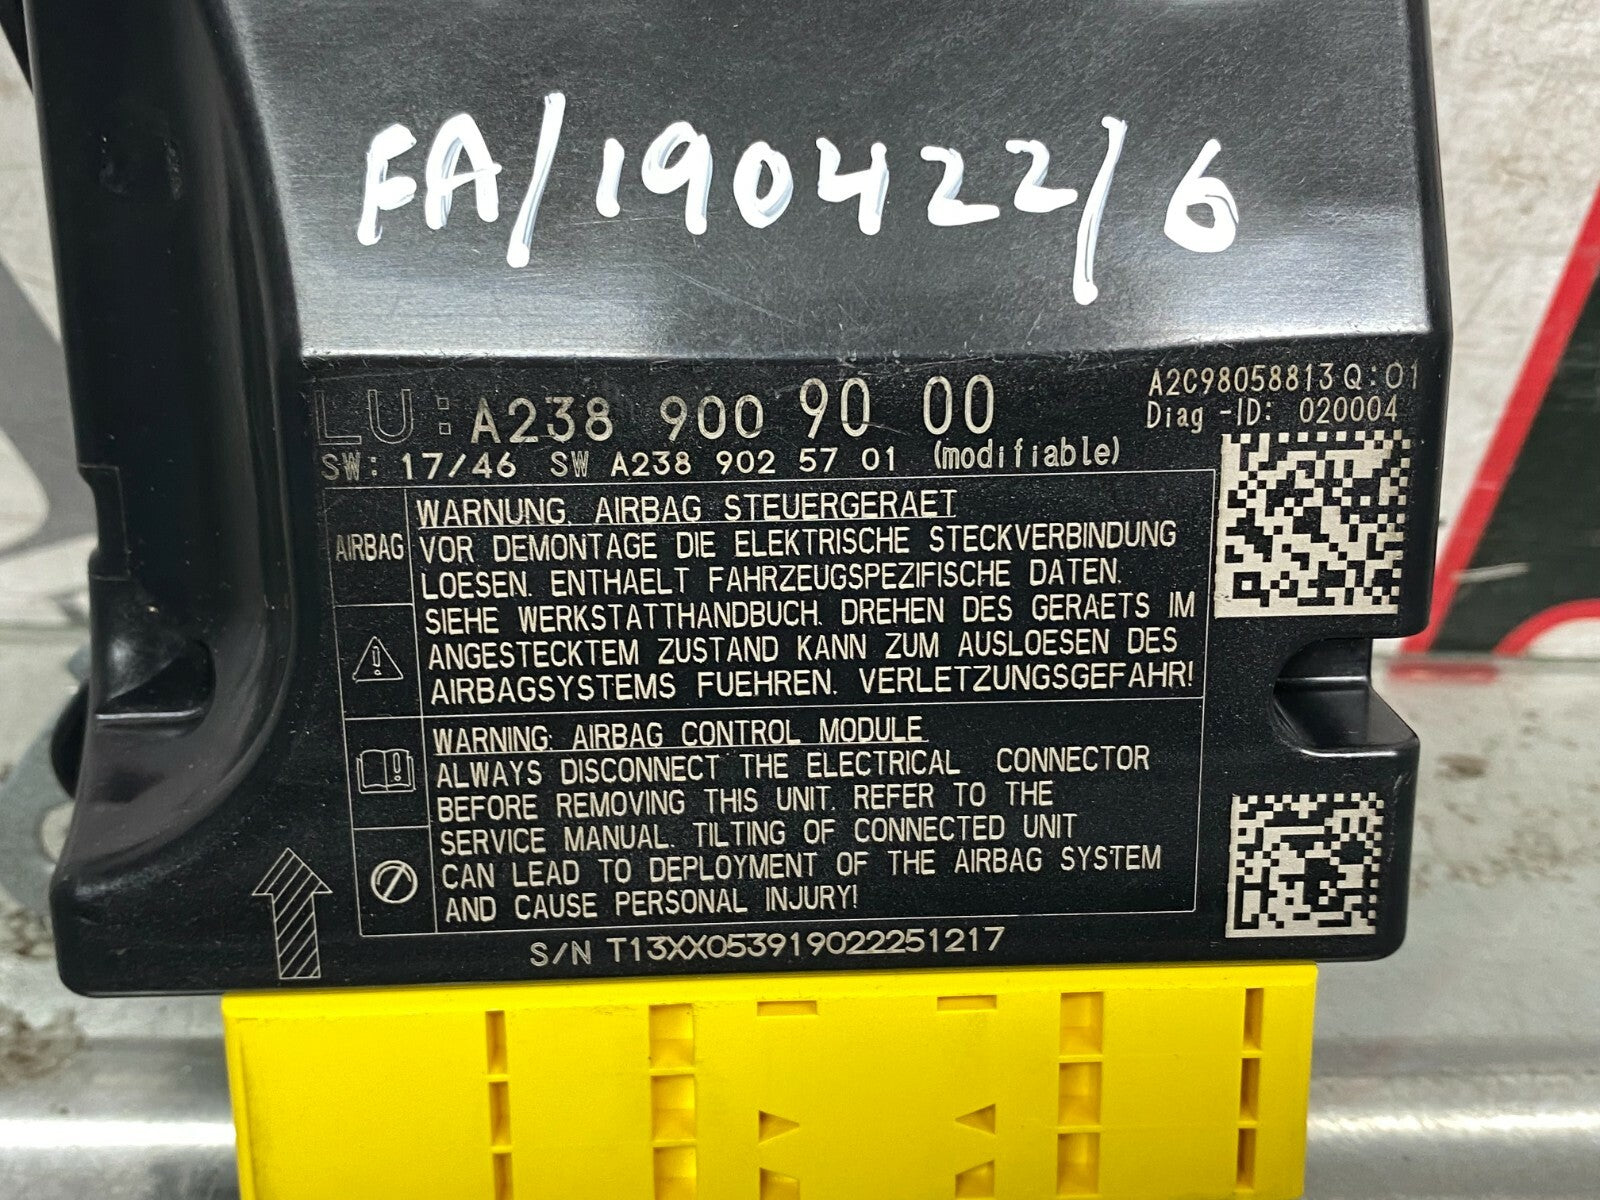 FA/190422/6
LU: A238 900 90 00
SW: 17/46 SW A238 902 57 01 (modifiable)
A2C98058813 Q:01
Diag -ID: 020004
AIRBAG
WARNUNG. AIRBAG STEUERGERAET
VOR DEMONTAGE DIE ELEKTRISCHE STECKVERBINDUNG
LOESEN. ENTHAELT FAHRZEUGSPEZIFISCHE DATEN.
SIEHE WERKSTATTHANDBUCH. DREHEN DES GERAETS IM
ANGESTECKTEM ZUSTAND KANN ZUM AUSLOESEN DES
AIRBAGSYSTEMS FUEHREN. VERLETZUNGSGEFAHR!
WARNING: AIRBAG CONTROL MODULE
ALWAYS DISCONNECT THE ELECTRICAL CONNECTOR
BEFORE REMOVING THIS UNIT. REFER TO THE
SERVICE MANUAL. TILTING OF CONNECTED UNIT
CAN LEAD TO DEPLOYMENT OF THE AIRBAG SYSTEM
AND CAUSE PERSONAL INJURY!
S/N T13XX053919022251217